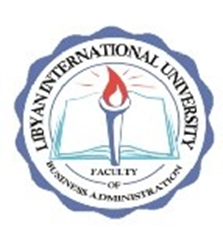 LIBYAN INTERNATIONAL UNIVERSITY
FACULTY
OF
BUSINESS ADMINISTRATION